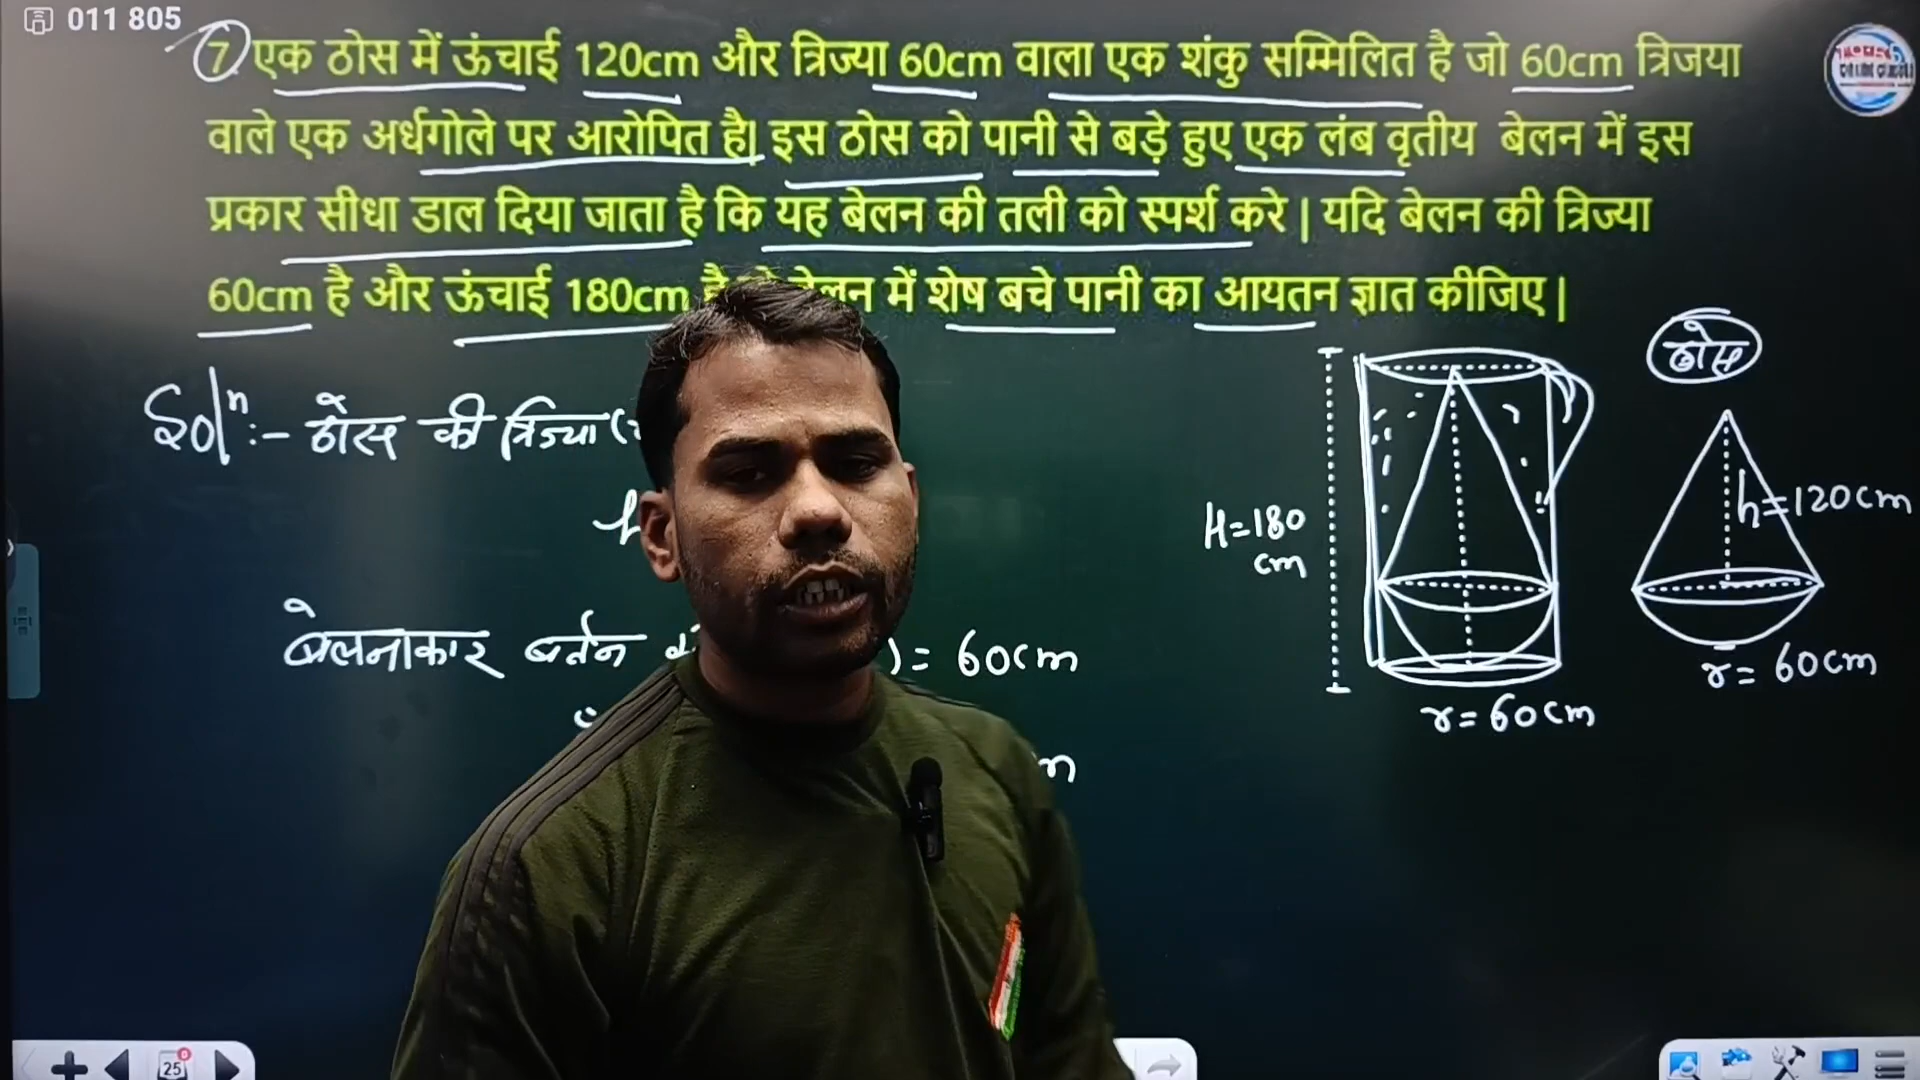 011 805
7. एक ठोस में ऊंचाई 120cm और त्रिज्या 60cm वाला एक शंकु सम्मिलित है जो 60cm त्रिजया
वाले एक अर्धगोले पर आरोपित है| इस ठोस को पानी से बड़े हुए एक लंब वृतीय बेलन में इस
प्रकार सीधा डाल दिया जाता है कि यह बेलन की तली को स्पर्श करे | यदि बेलन की त्रिज्या
60cm है और ऊंचाई 180cm बेलन में शेष बचे पानी का आयतन ज्ञात कीजिए |
Solⁿ:- ठोस की त्रिज्या (
बेलनाकार बर्तन ) = 60cm
H=180
cm
r= 60cm
ठोस
h=120cm
r= 60cm
25